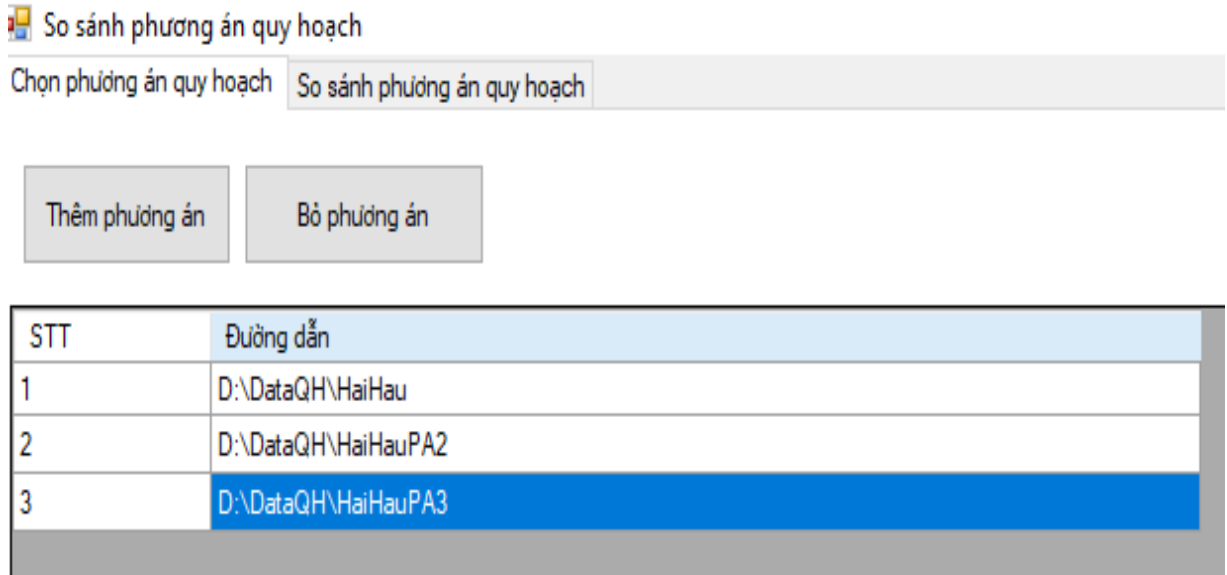 So sánh phương án quy hoạch
Chọn phương án quy hoạch So sánh phương án quy hoạch
Thêm phương án Bỏ phương án
STT Đường dẫn
1 D:\DataQH\HaiHau
2 D:\DataQH\HaiHauPA2
3 D:\DataQH\HaiHauPA3